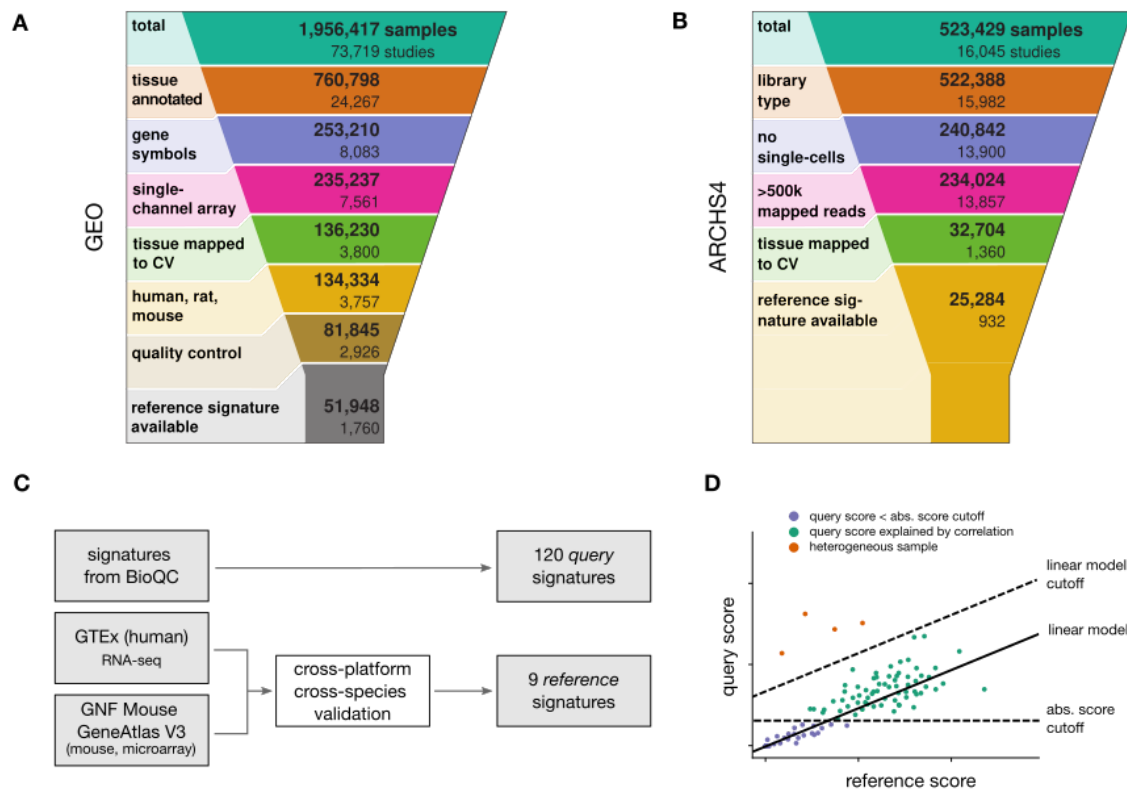 A
GEO
total
1,956,417 samples
73,719 studies
tissue
annotated
760,798
24,267
gene
symbols
253,210
8,083
single-
channel array
235,237
7,561
tissue mapped
to CV
136,230
3,800
human, rat,
mouse
134,334
3,757
quality control
81,845
2,926
reference signature
available
51,948
1,760
B
ARCHS4
total
523,429 samples
16,045 studies
library
type
522,388
15,982
no
single-cells
240,842
13,900
>500k
mapped reads
234,024
13,857
tissue mapped
to CV
32,704
1,360
reference sig-
nature available
25,284
932
C
signatures
from BioQC
120 query
signatures
GTEx (human)
RNA-seq
GNF Mouse
GeneAtlas V3
(mouse, microarray)
cross-platform
cross-species
validation
9 reference
signatures
D
query score < abs. score cutoff
query score explained by correlation
heterogeneous sample
linear model
cutoff
linear model
abs. score
cutoff
query score
reference score